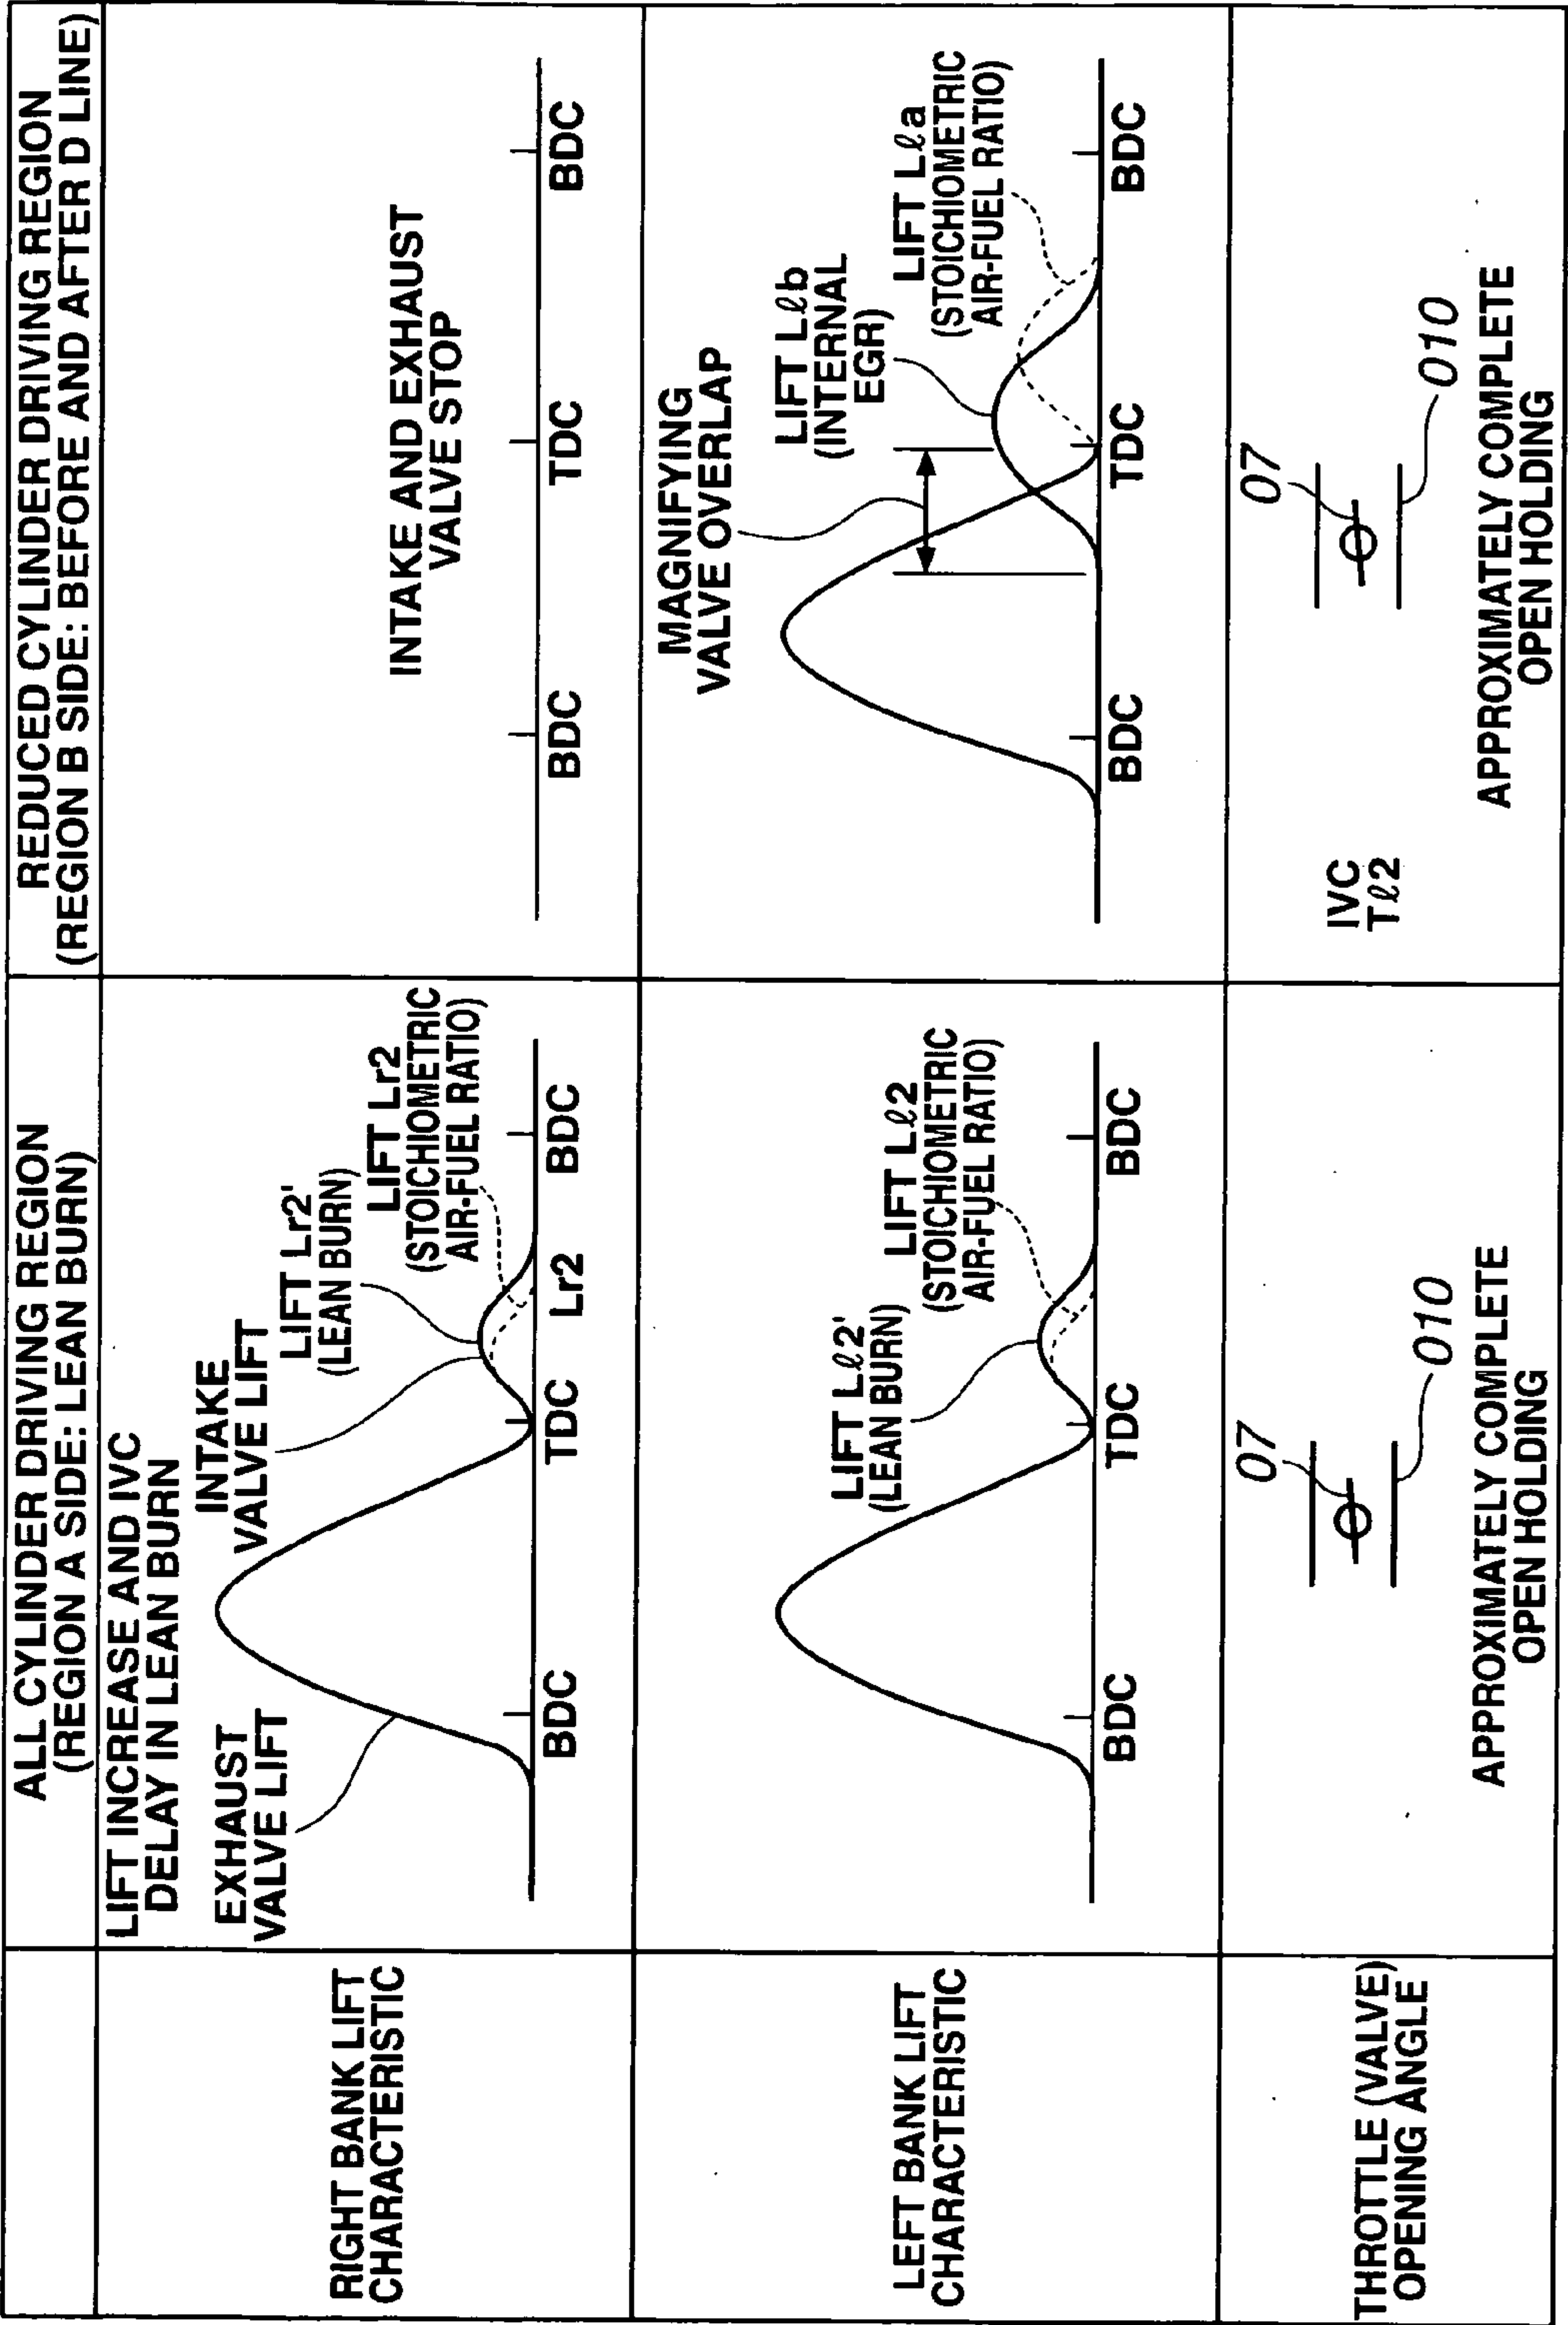 ALL CYLINDER DRIVING REGION
(REGION A SIDE: LEAN BURN)
REDUCED CYLINDER DRIVING REGION
(REGION B SIDE: BEFORE AND AFTER D LINE)
RIGHT BANK LIFT
CHARACTERISTIC
LIFT INCREASE AND IVC
DELAY IN LEAN BURN
EXHAUST
VALVE LIFT
INTAKE
VALVE LIFT
LIFT Lr2'
(LEAN BURN)
LIFT Lr2
(STOICHIOMETRIC
AIR-FUEL RATIO)
BDC
TDC
Lr2
BDC
INTAKE AND EXHAUST
VALVE STOP
BDC
TDC
BDC
LEFT BANK LIFT
CHARACTERISTIC
LIFT Lℓ2'
(LEAN BURN)
LIFT Lℓ2
(STOICHIOMETRIC
AIR-FUEL RATIO)
BDC
TDC
BDC
MAGNIFYING
VALVE OVERLAP
LIFT Lℓb
(INTERNAL
EGR)
LIFT Lℓa
(STOICHIOMETRIC
AIR-FUEL RATIO)
BDC
TDC
BDC
THROTTLE (VALVE)
OPENING ANGLE
07
010
APPROXIMATELY COMPLETE
OPEN HOLDING
IVC
Tℓ2
07
010
APPROXIMATELY COMPLETE
OPEN HOLDING